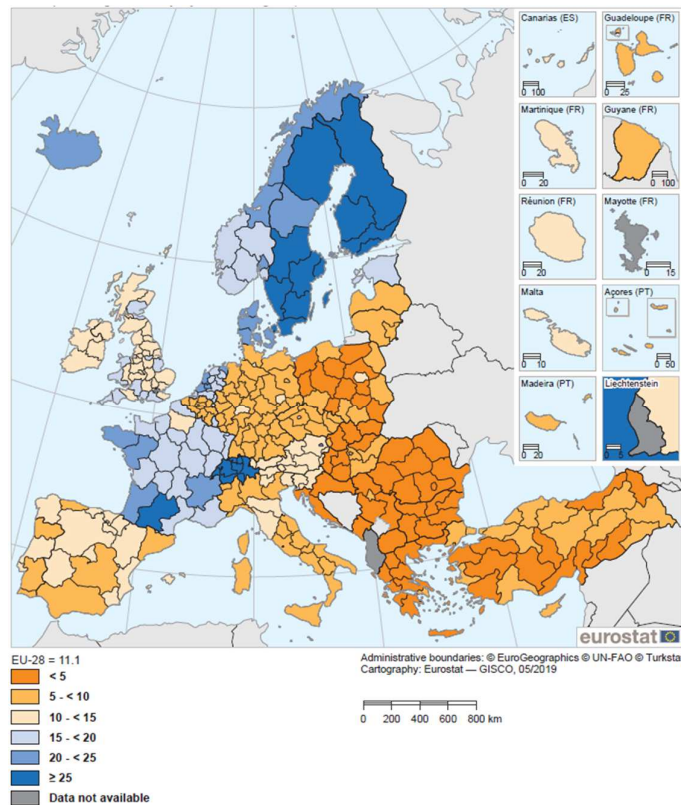 Canarias (ES)
0 100
Guadeloupe (FR)
0 25
Martinique (FR)
0 20
Guyane (FR)
0 100
Réunion (FR)
0 20
Mayotte (FR)
0 15
Malta
0 10
Açores (PT)
0 50
Madeira (PT)
0 20
Liechtenstein
0 5
eurostat
EU-28 = 11.1
< 5
5 - < 10
10 - < 15
15 - < 20
20 - < 25
≥ 25
Data not available
Administrative boundaries: © EuroGeographics © UN-FAO © Turksta
Cartography: Eurostat — GISCO, 05/2019
0 200 400 600 800 km